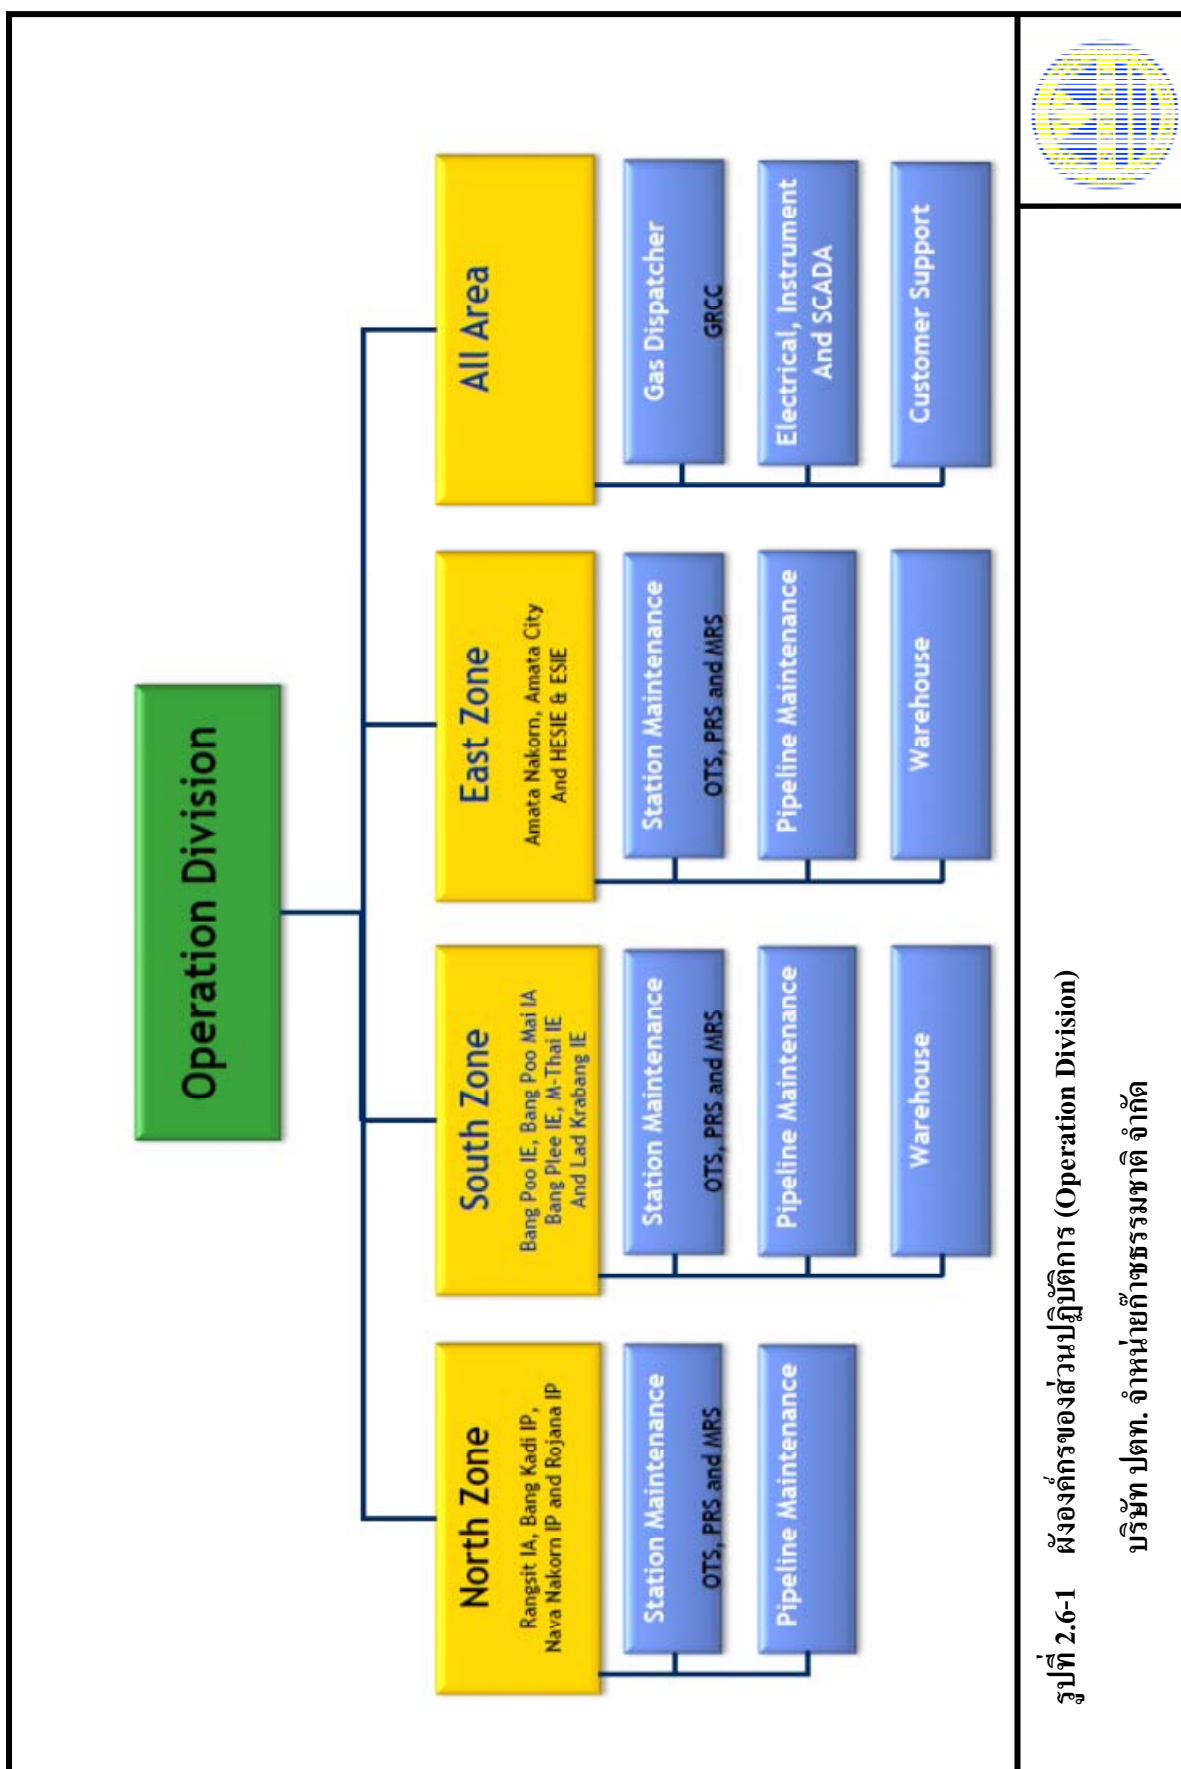 Operation Division
North Zone
Rangsit IA, Bang Kadi IP,
Nava Nakorn IP and Rojana IP
Station Maintenance
OTS, PRS and MRS
Pipeline Maintenance
South Zone
Bang Poo IE, Bang Poo Mai IA
Bang Plee IE, M-Thai IE
And Lad Krabang IE
Station Maintenance
OTS, PRS and MRS
Pipeline Maintenance
Warehouse
East Zone
Amata Nakorn, Amata City
And HESIE & ESIE
Station Maintenance
OTS, PRS and MRS
Pipeline Maintenance
Warehouse
All Area
Gas Dispatcher
GRCC
Electrical, Instrument
And SCADA
Customer Support
รูปที่ 2.6-1 ผังองค์กรของส่วนปฏิบัติการ (Operation Division)
บริษัท ปตท. จำหน่ายก๊าซธรรมชาติ จำกัด